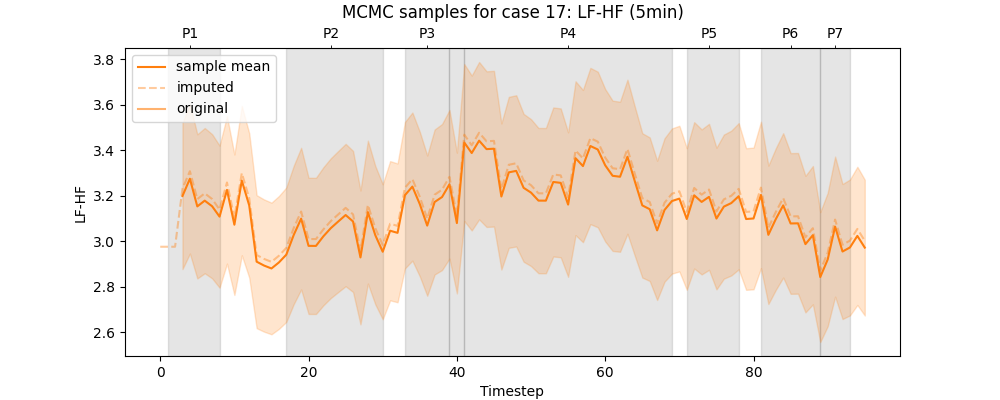 MCMC samples for case 17: LF-HF (5min)
P1 P2 P3 P4 P5 P6 P7
sample mean
imputed
original
LF-HF
3.8
3.6
3.4
3.2
3.0
2.8
2.6
0 20 40 60 80
Timestep